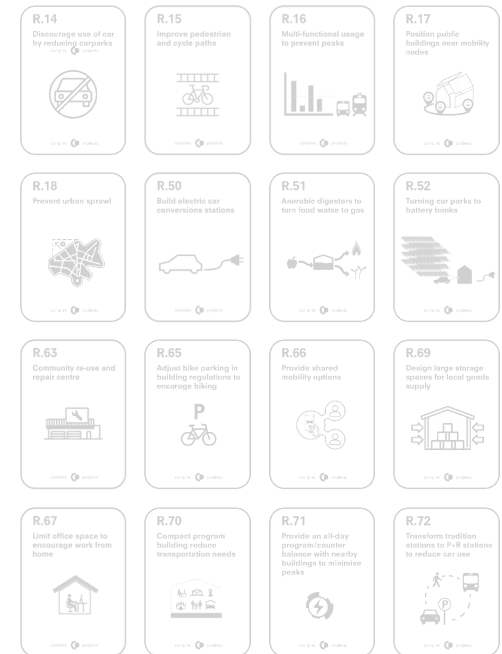 R.14
Discourage use of car
by reducing carparks
R.15
Improve pedestrian
and cycle paths
R.16
Multi-functional usage
to prevent peaks
R.17
Position public
buildings near mobility
nodes
R.18
Prevent urban sprawl
R.50
Build electric car
conversions stations
R.51
Anerobic digestors to
turn food watse to gas
R.52
Turning car parks to
battery banks
R.63
Community re-use and
repair centre
R.65
Adjust bike parking in
building regulations to
encorage biking
P
R.66
Provide shared
mobility options
R.69
Design large storage
spaces for local goods
supply
R.67
Limit office space to
encourage work from
home
R.70
Compact program
building reduce
transportation needs
R.71
Provide an all-day
program/counter
balance with nearby
buildings to minimise
peaks
R.72
Transform tradition
stations to P+R stations
to reduce car use
P